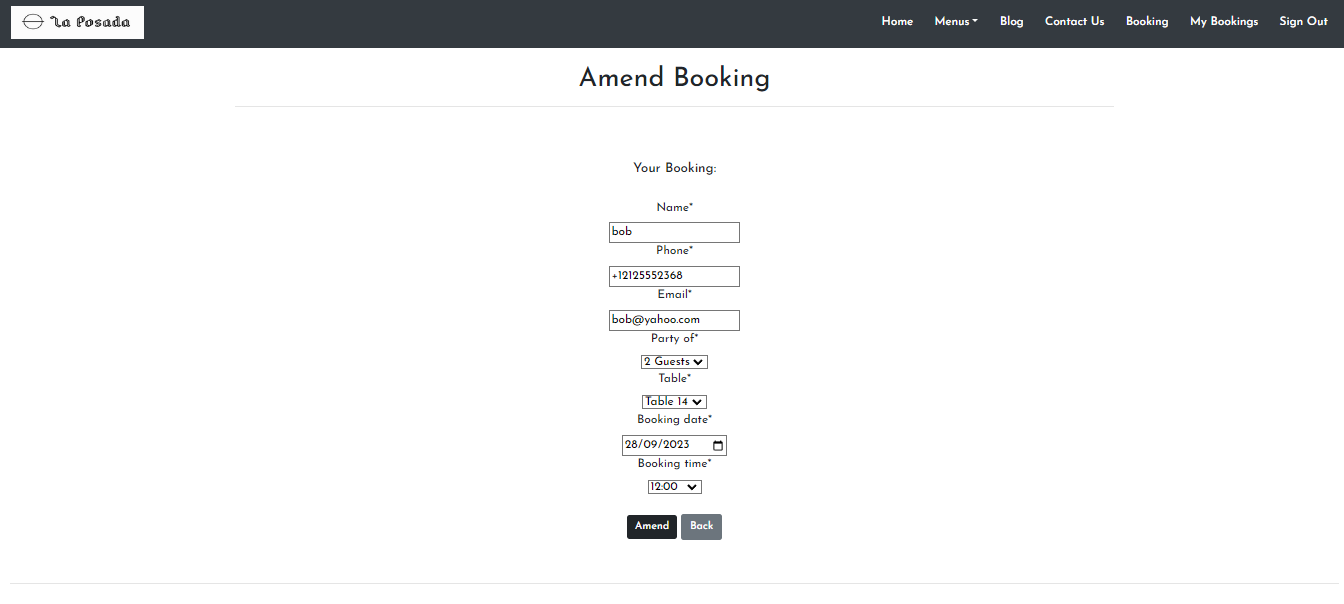 La Posada
Home Menus Blog Contact Us Booking My Bookings Sign Out
Amend Booking
Your Booking:
Name*
bob
Phone*
+12125552368
Email*
bob@yahoo.com
Party of*
2 Guests
Table*
Table 14
Booking date*
28/09/2023
Booking time*
12:00
Amend Back